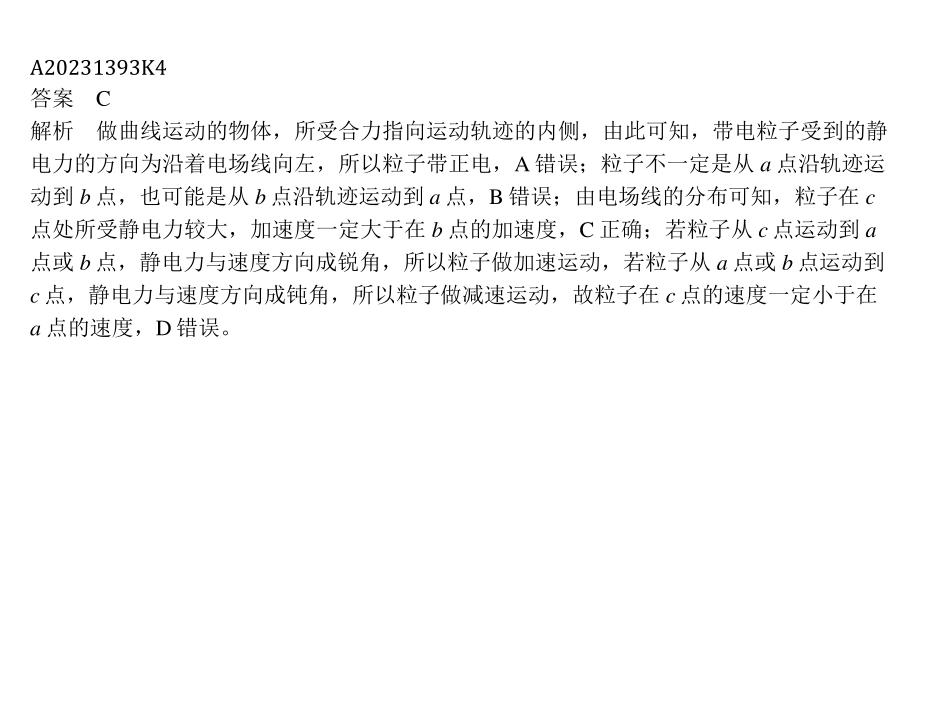 A20231393K4
答案 C
解析 做曲线运动的物体，所受合力指向运动轨迹的内侧，由此可知，带电粒子受到的静
电力的方向为沿着电场线向左，所以粒子带正电，A 错误；粒子不一定是从 a 点沿轨迹运
动到 b 点，也可能是从 b 点沿轨迹运动到 a 点，B 错误；由电场线的分布可知，粒子在 c
点处所受静电力较大，加速度一定大于在 b 点的加速度，C 正确；若粒子从 c 点运动到 a
点或 b 点，静电力与速度方向成锐角，所以粒子做加速运动，若粒子从 a 点或 b 点运动到
c 点，静电力与速度方向成钝角，所以粒子做减速运动，故粒子在 c 点的速度一定小于在
a 点的速度，D 错误。